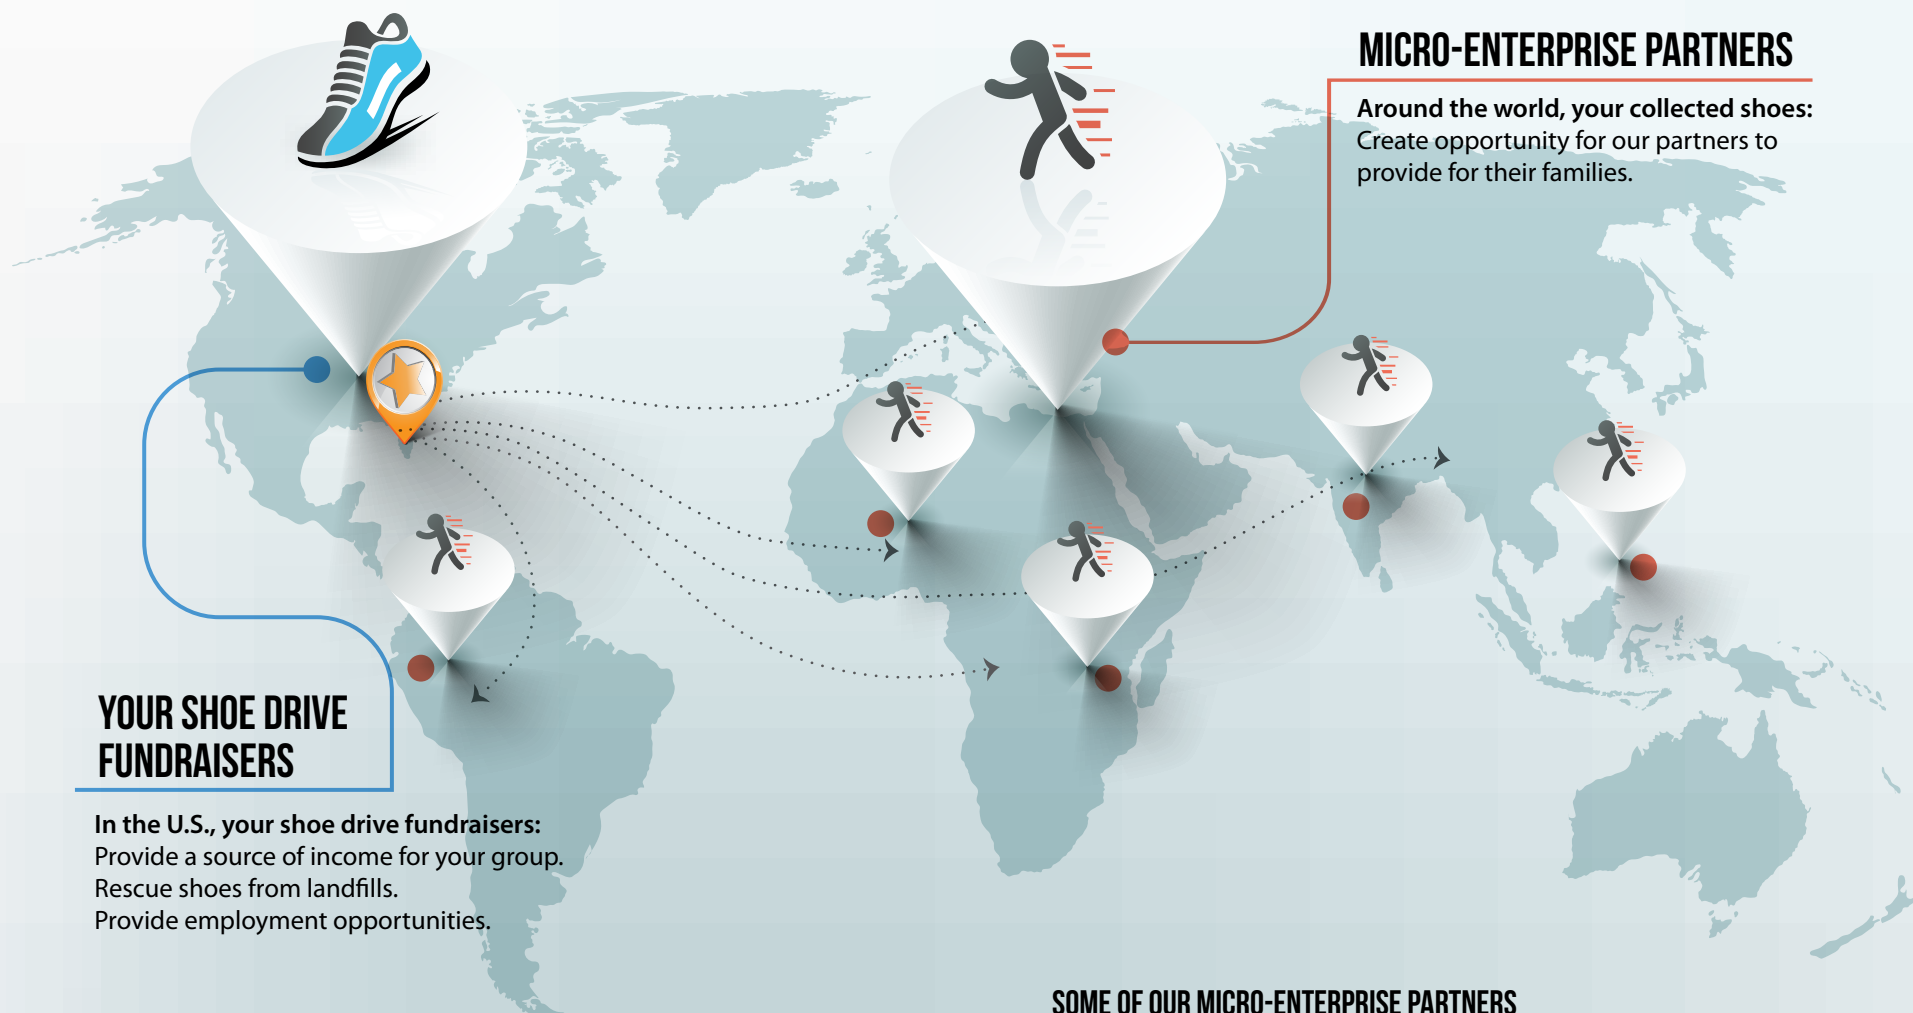 MICRO-ENTERPRISE PARTNERS
Around the world, your collected shoes:
Create opportunity for our partners to
provide for their families.
YOUR SHOE DRIVE
FUNDRAISERS
In the U.S., your shoe drive fundraisers:
Provide a source of income for your group.
Rescue shoes from landfills.
Provide employment opportunities.
SOME OF OUR MICRO-ENTERPRISE PARTNERS